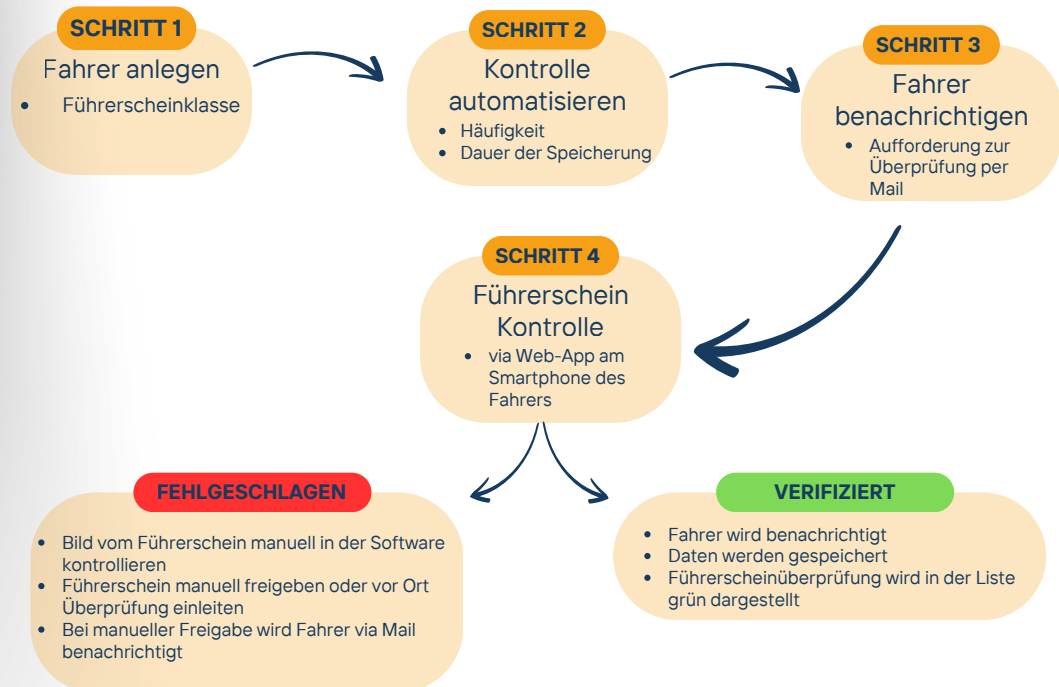 SCHRITT 1
Fahrer anlegen
• Führerscheinklasse
SCHRITT 2
Kontrolle
automatisieren
• Häufigkeit
• Dauer der Speicherung
SCHRITT 3
Fahrer
benachrichtigen
• Aufforderung zur
Überprüfung per
Mail
SCHRITT 4
Führerschein
Kontrolle
• via Web-App am
Smartphone des
Fahrers
FEHLGESCHLAGEN
• Bild vom Führerschein manuell in der Software
kontrollieren
• Führerschein manuell freigeben oder vor Ort
Überprüfung einleiten
• Bei manueller Freigabe wird Fahrer via Mail
benachrichtigt
VERIFIZIERT
• Fahrer wird benachrichtigt
• Daten werden gespeichert
• Führerscheinüberprüfung wird in der Liste
grün dargestellt